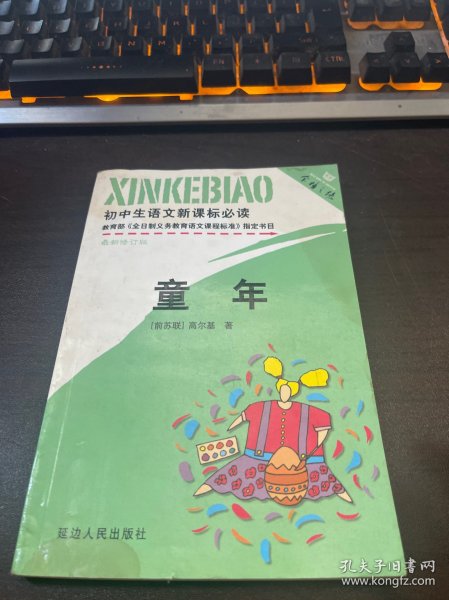 XINKEBIAO
初中生语文新课标必读
教育部《全日制义务教育语文课程标准》指定书目
最新修订版
童 年
[前苏联] 高尔基 著
延边人民出版社
孔夫子旧书网
www.kongfz.com